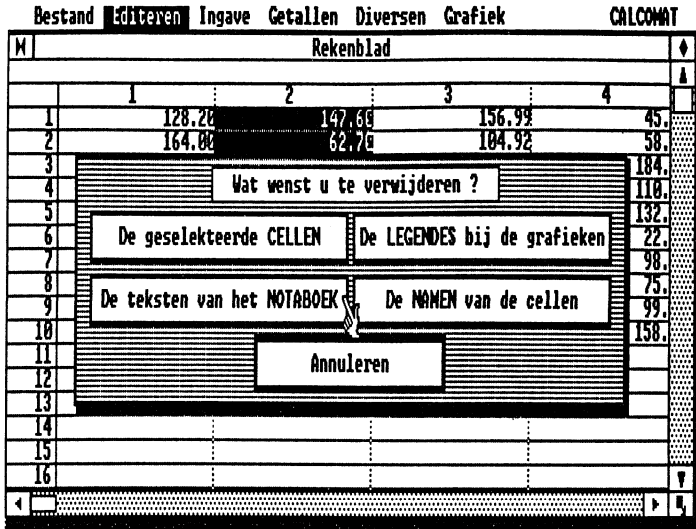 Bestand Editeren Ingave Getallen Diversen Grafiek CALCOMAT
Rekenblad
1 2 3 4
1 128.20 147.60 156.99 45.
2 164.00 62.70 104.92 58.
3 184.
Wat wenst u te verwijderen ?
4 110.
5 132.
De geselekteerde CELLEN De LEGENDES bij de grafieken
6 22.
7 98.
8 75.
De teksten van het NOTABOEK De NAMEN van de cellen
9 99.
10 158.
11
Annuleren
12
13
14
15
16